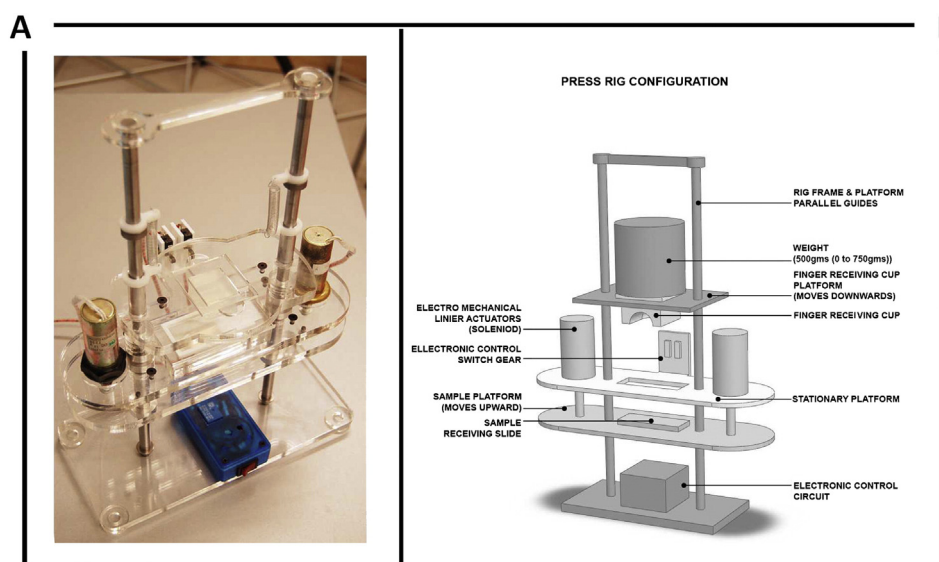 A
PRESS RIG CONFIGURATION
RIG FRAME & PLATFORM
PARALLEL GUIDES
WEIGHT
(500gms (0 to 750gms))
FINGER RECEIVING CUP
PLATFORM
(MOVES DOWNWARDS)
FINGER RECEIVING CUP
ELECTRO MECHANICAL
LINIER ACTUATORS
(SOLENIOD)
ELLECTRONIC CONTROL
SWITCH GEAR
SAMPLE PLATFORM
(MOVES UPWARD)
SAMPLE
RECEIVING SLIDE
STATIONARY PLATFORM
ELECTRONIC CONTROL
CIRCUIT